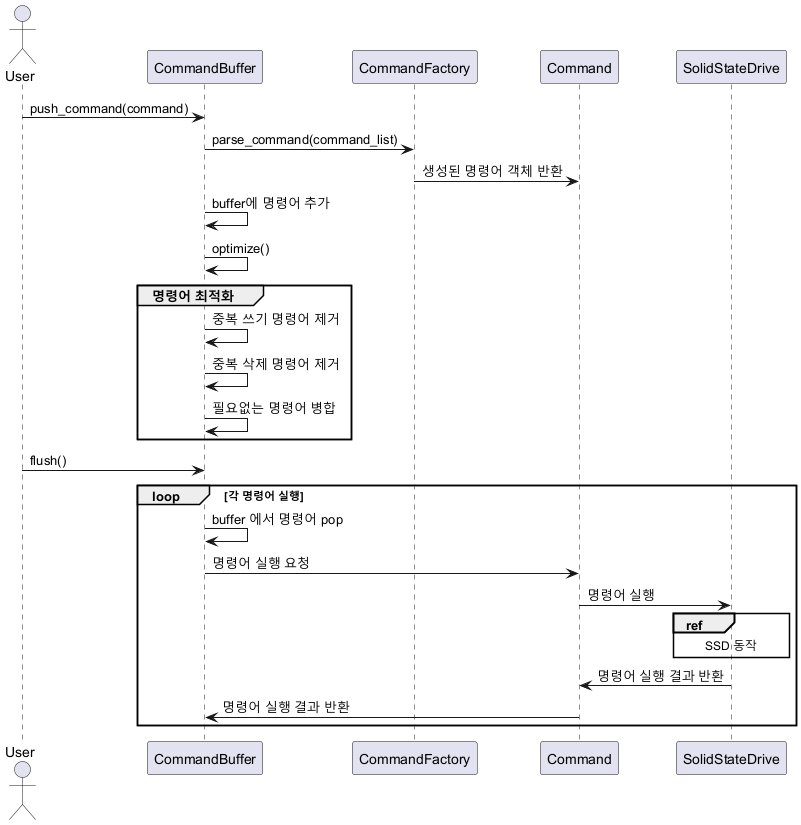 User
CommandBuffer
CommandFactory
Command
SolidStateDrive
push_command(command)
parse_command(command_list)
생성된 명령어 객체 반환
buffer에 명령어 추가
optimize()
명령어 최적화
중복 쓰기 명령어 제거
중복 삭제 명령어 제거
필요없는 명령어 병합
flush()
loop [각 명령어 실행]
buffer 에서 명령어 pop
명령어 실행 요청
명령어 실행
ref
SSD 동작
명령어 실행 결과 반환
명령어 실행 결과 반환
User
CommandBuffer
CommandFactory
Command
SolidStateDrive